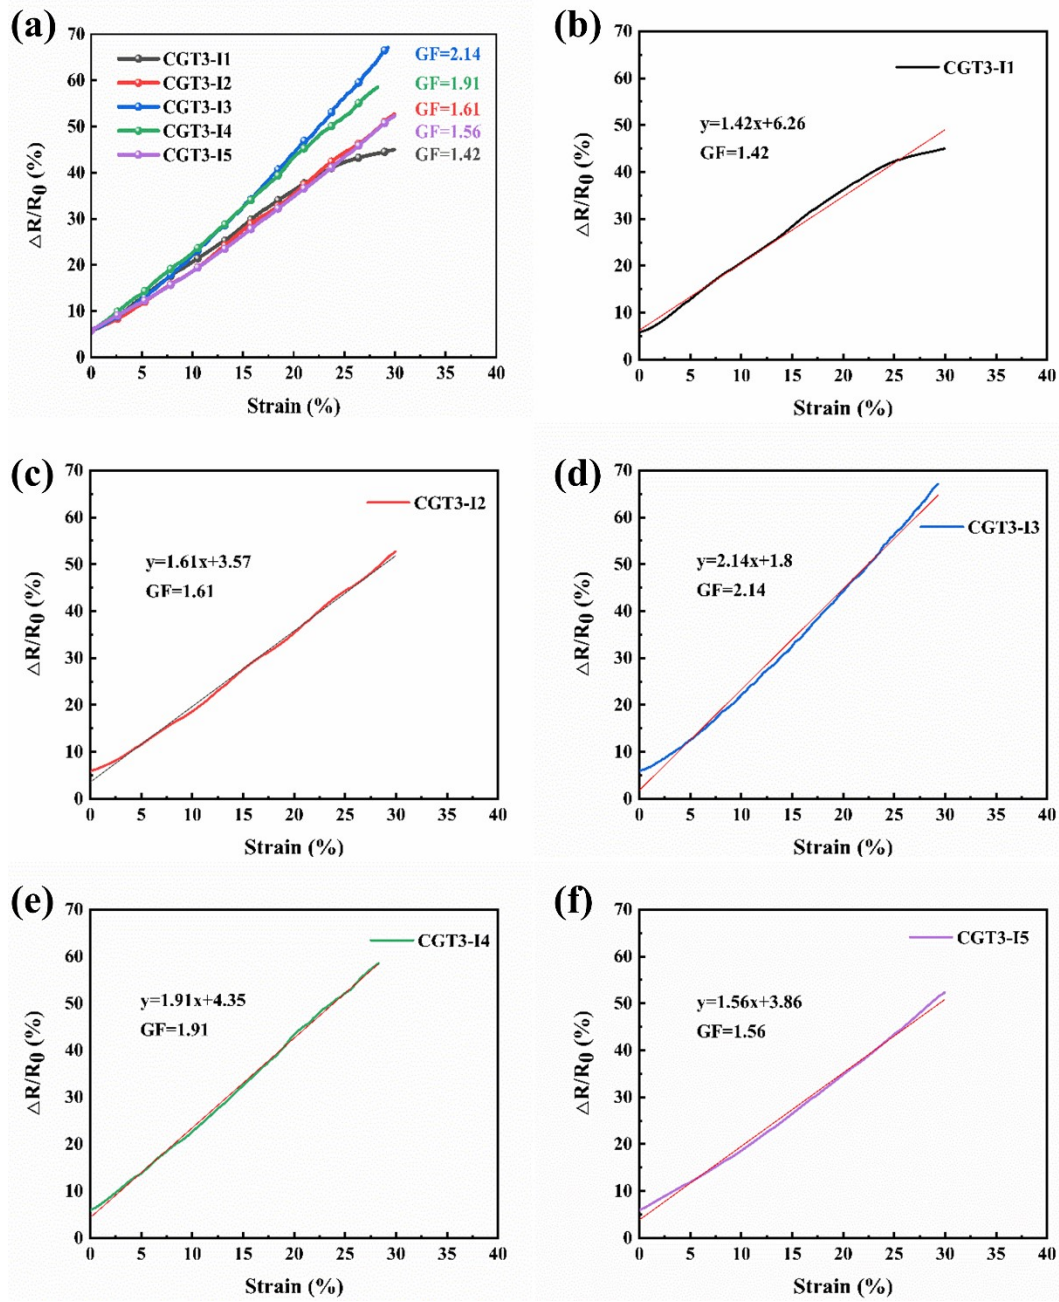 (a)
70
60
50
40
30
20
10
0
△R/R0 (%)
CGT3-I1
CGT3-I2
CGT3-I3
CGT3-I4
CGT3-I5
GF=2.14
GF=1.91
GF=1.61
GF=1.56
GF=1.42
0 5 10 15 20 25 30 35 40
Strain (%)
(b)
70
60
50
40
30
20
10
0
△R/R0 (%)
CGT3-I1
y=1.42x+6.26
GF=1.42
0 5 10 15 20 25 30 35 40
Strain (%)
(c)
70
60
50
40
30
20
10
0
△R/R0 (%)
CGT3-I2
y=1.61x+3.57
GF=1.61
0 5 10 15 20 25 30 35 40
Strain (%)
(d)
70
60
50
40
30
20
10
0
△R/R0 (%)
CGT3-I3
y=2.14x+1.8
GF=2.14
0 5 10 15 20 25 30 35 40
Strain (%)
(e)
70
60
50
40
30
20
10
0
△R/R0 (%)
CGT3-I4
y=1.91x+4.35
GF=1.91
0 5 10 15 20 25 30 35 40
Strain (%)
(f)
70
60
50
40
30
20
10
0
△R/R0 (%)
CGT3-I5
y=1.56x+3.86
GF=1.56
0 5 10 15 20 25 30 35 40
Strain (%)